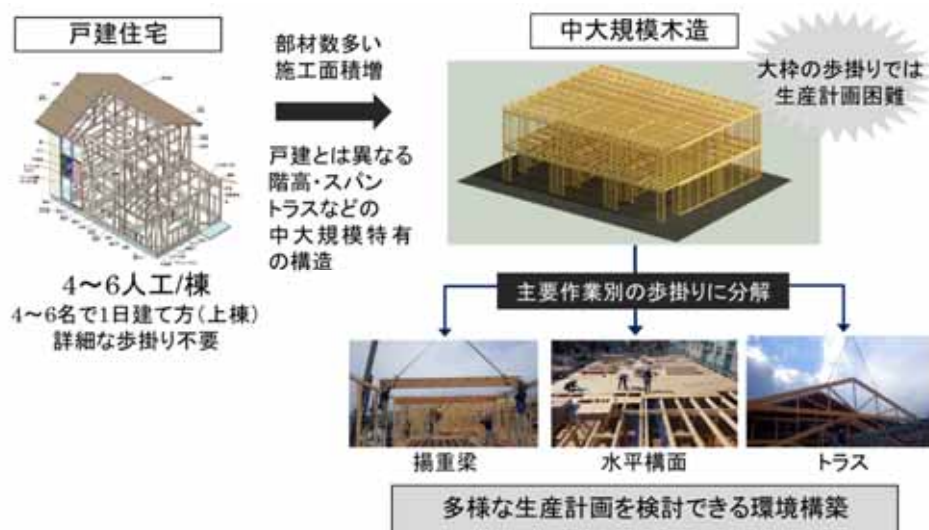 戸建住宅
4～6人工/棟
4～6名で1日建て方(上棟)
詳細な歩掛り不要
部材数多い
施工面積増
戸建とは異なる
階高・スパン
トラスなどの
中大規模特有
の構造
中大規模木造
大枠の歩掛りでは
生産計画困難
主要作業別の歩掛りに分解
揚重梁
水平構面
トラス
多様な生産計画を検討できる環境構築